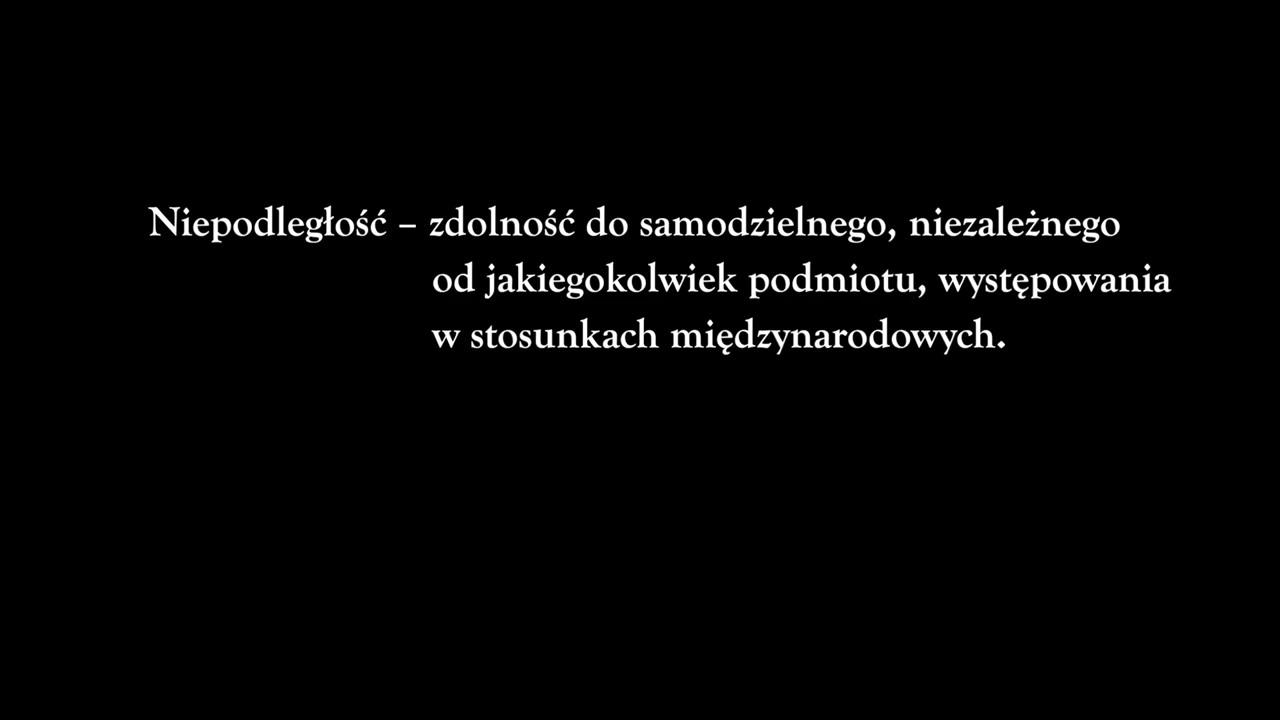 Niepodległość – zdolność do samodzielnego, niezależnego
od jakiegokolwiek podmiotu, występowania
w stosunkach międzynarodowych.